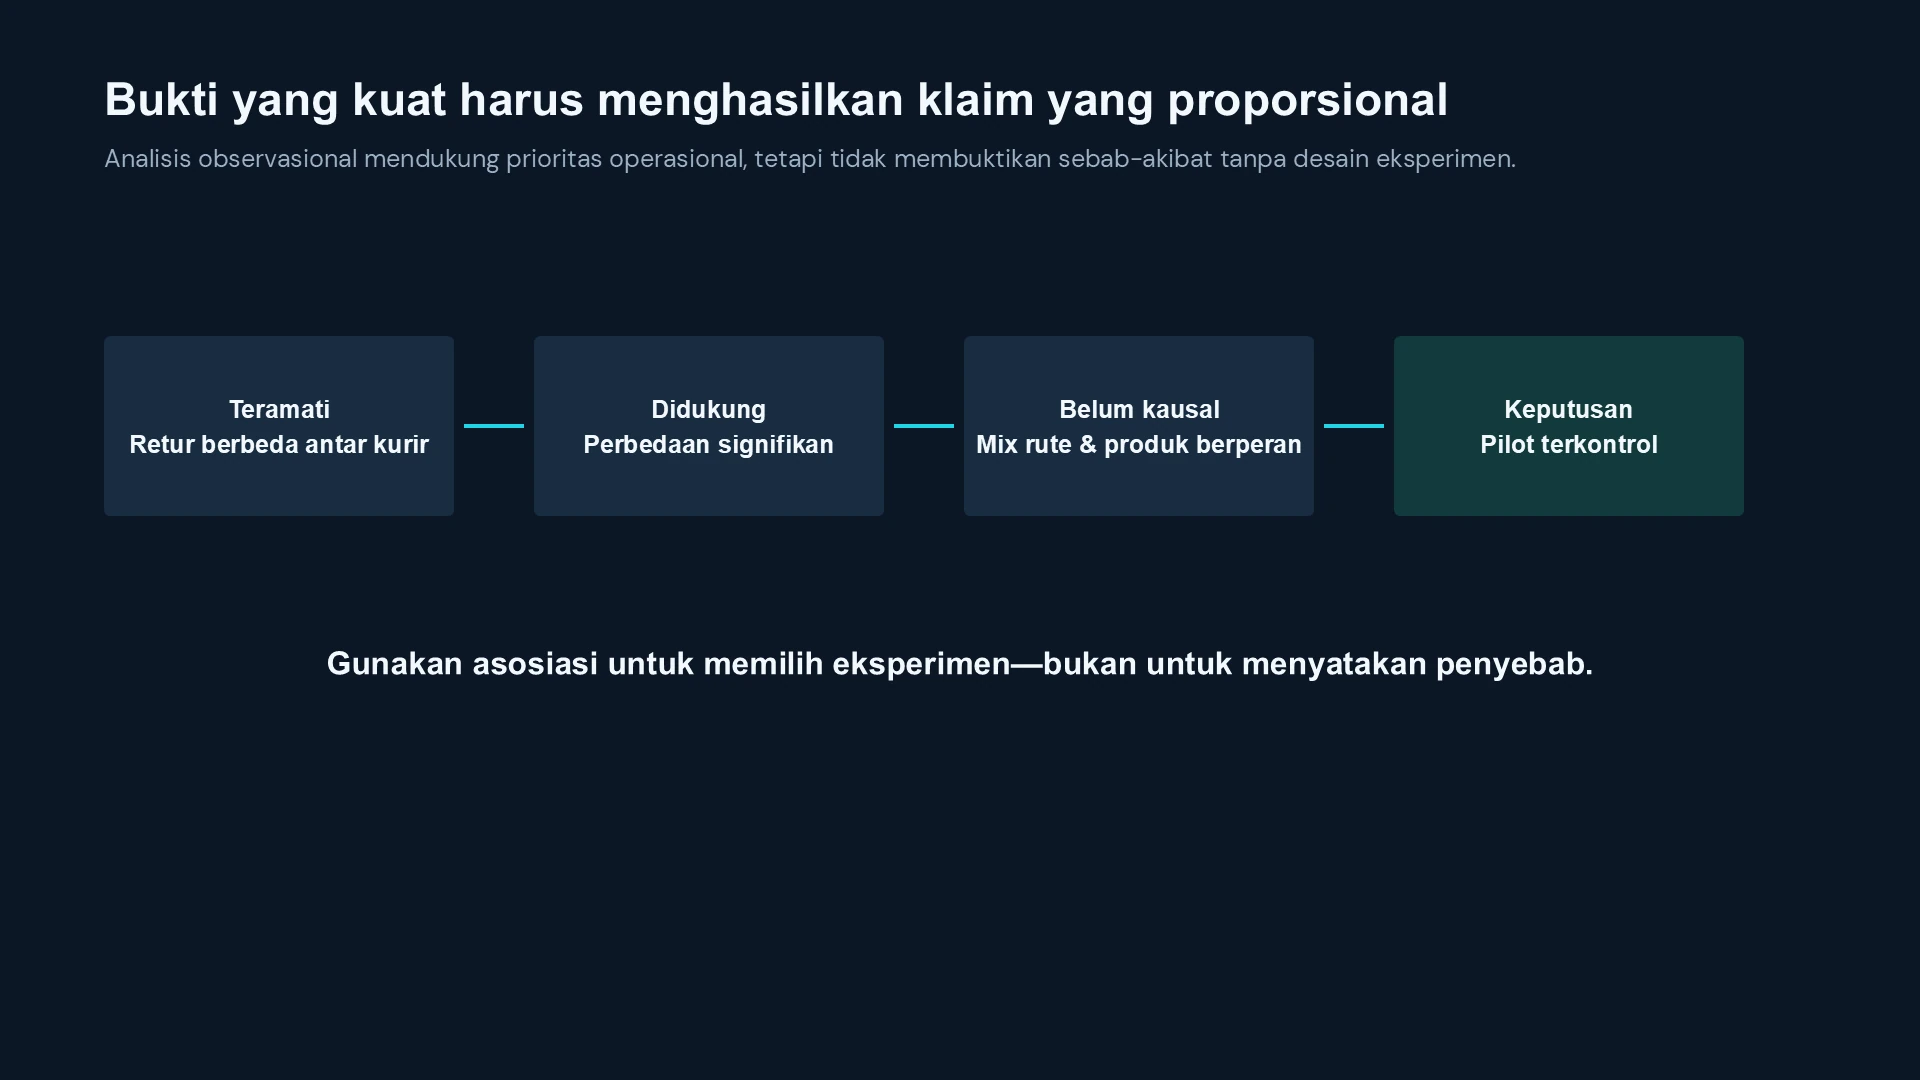 Bukti yang kuat harus menghasilkan klaim yang proporsional
Analisis observasional mendukung prioritas operasional, tetapi tidak membuktikan sebab-akibat tanpa desain eksperimen.
Teramati
Retur berbeda antar kurir
Didukung
Perbedaan signifikan
Belum kausal
Mix rute & produk berperan
Keputusan
Pilot terkontrol
Gunakan asosiasi untuk memilih eksperimen—bukan untuk menyatakan penyebab.